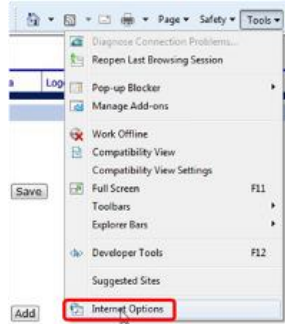 Page Safety Tools
Diagnose Connection Problems...
Reopen Last Browsing Session
Pop-up Blocker
Manage Add-ons
Work Offline
Compatibility View
Compatibility View Settings
Full Screen F11
Toolbars
Explorer Bars
Developer Tools F12
Suggested Sites
Internet Options
a Log
Save
Add